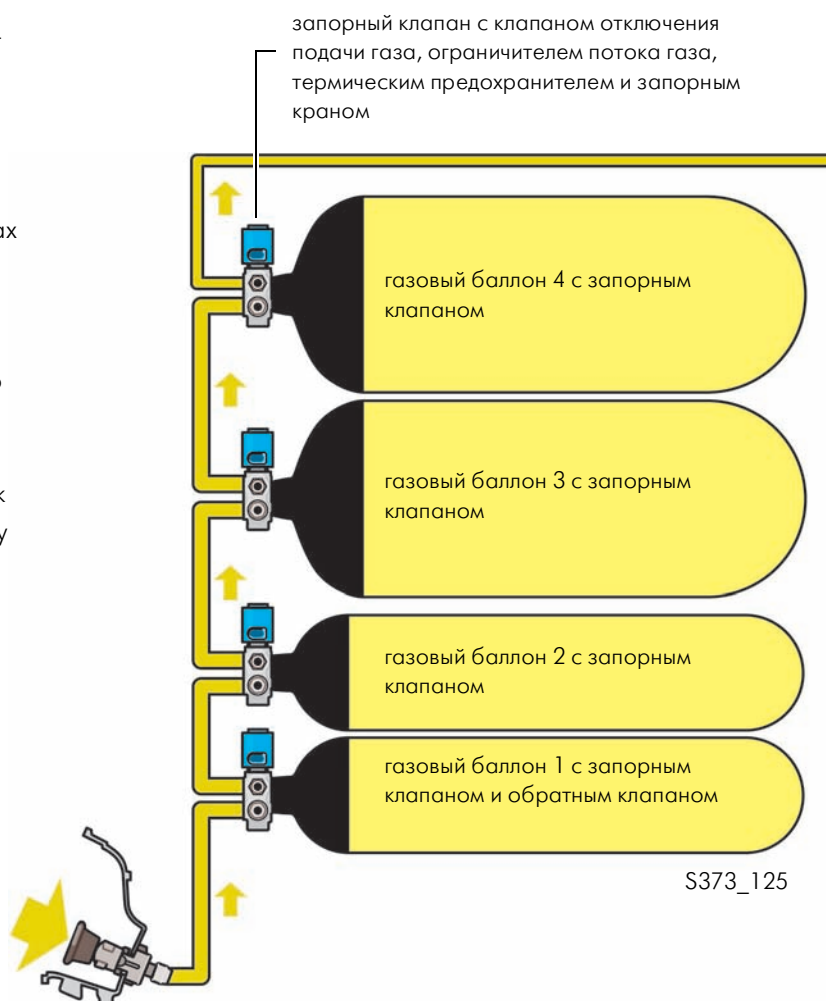 запорный клапан с клапаном отключения
подачи газа, ограничителем потока газа,
термическим предохранителем и запорным
краном
ах
газовый баллон 4 с запорным
клапаном
газовый баллон 3 с запорным
клапаном
к
у
газовый баллон 2 с запорным
клапаном
газовый баллон 1 с запорным
клапаном и обратным клапаном
S373_125